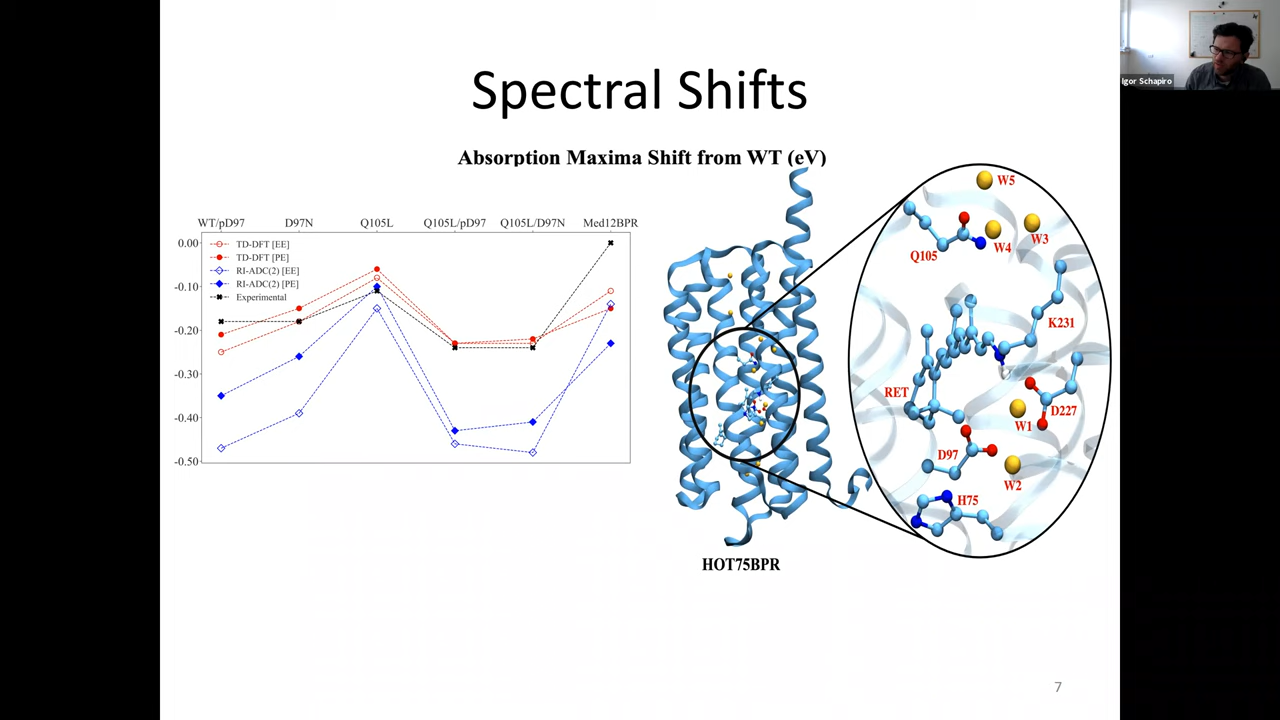 Igor Schapiro
Spectral Shifts
Absorption Maxima Shift from WT (eV)
WT/pD97 D97N Q105L Q105L/pD97 Q105L/D97N Med12BPR
0.00
-0.10
-0.20
-0.30
-0.40
-0.50
TD-DFT [EE]
TD-DFT [PE]
RI-ADC(2) [EE]
RI-ADC(2) [PE]
Experimental
W5
W3
W4
Q105
K231
RET
D227
W1
D97
W2
H75
HOT75BPR
7